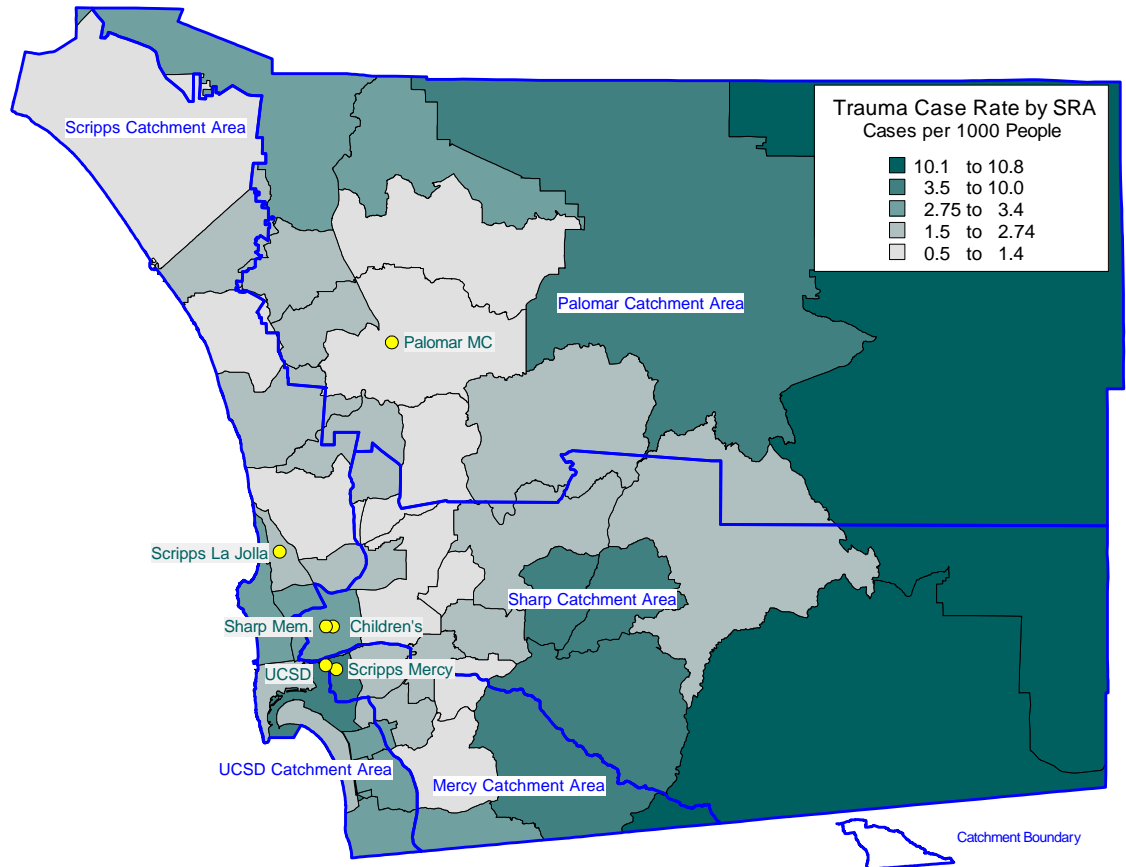 Trauma Case Rate by SRA
Cases per 1000 People
10.1 to 10.8
3.5 to 10.0
2.75 to 3.4
1.5 to 2.74
0.5 to 1.4
Scripps Catchment Area
Palomar Catchment Area
Palomar MC
Scripps La Jolla
Sharp Catchment Area
Sharp Mem.
Children's
UCSD
Scripps Mercy
UCSD Catchment Area
Mercy Catchment Area
Catchment Boundary